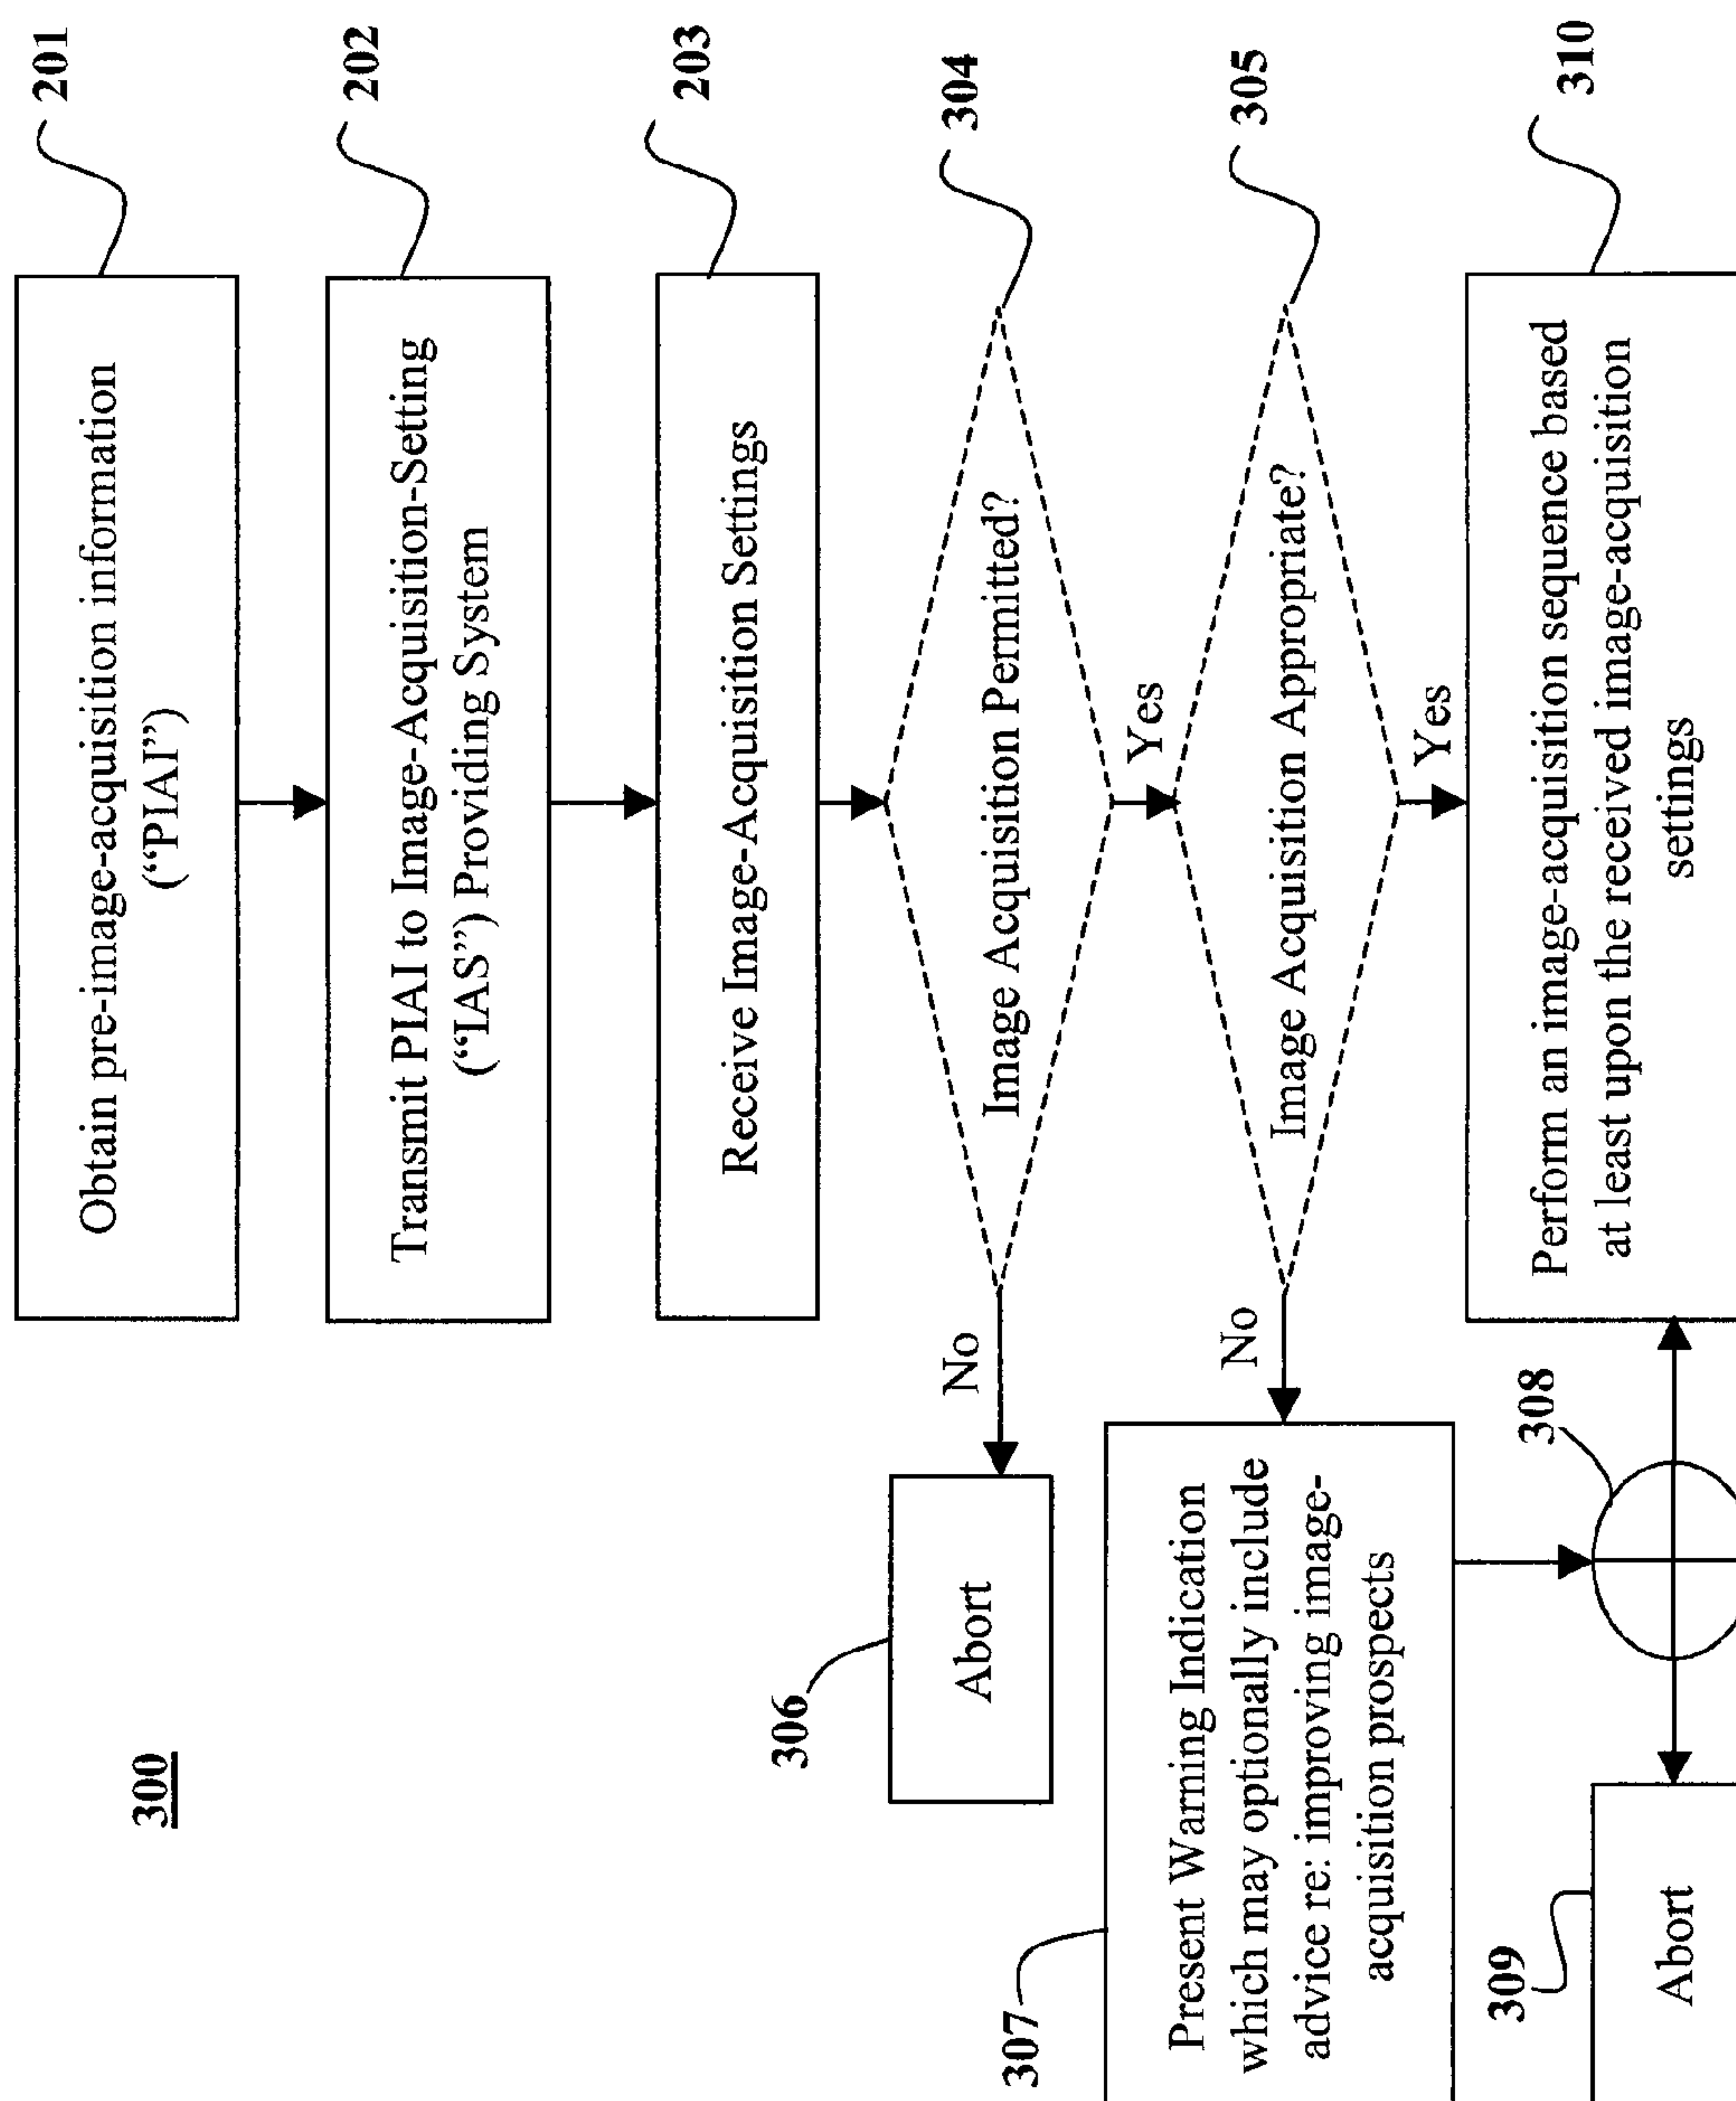 300
201
Obtain pre-image-acquisition information
(“PIAI”)
202
Transmit PIAI to Image-Acquisition-Setting
(“IAS”) Providing System
203
Receive Image-Acquisition Settings
304
Image Acquisition Permitted?
No
Yes
306
Abort
305
Image Acquisition Appropriate?
No
Yes
307
Present Warning Indication
which may optionally include
advice re: improving image-
acquisition prospects
308
309
Abort
310
Perform an image-acquisition sequence based
at least upon the received image-acquisition
settings